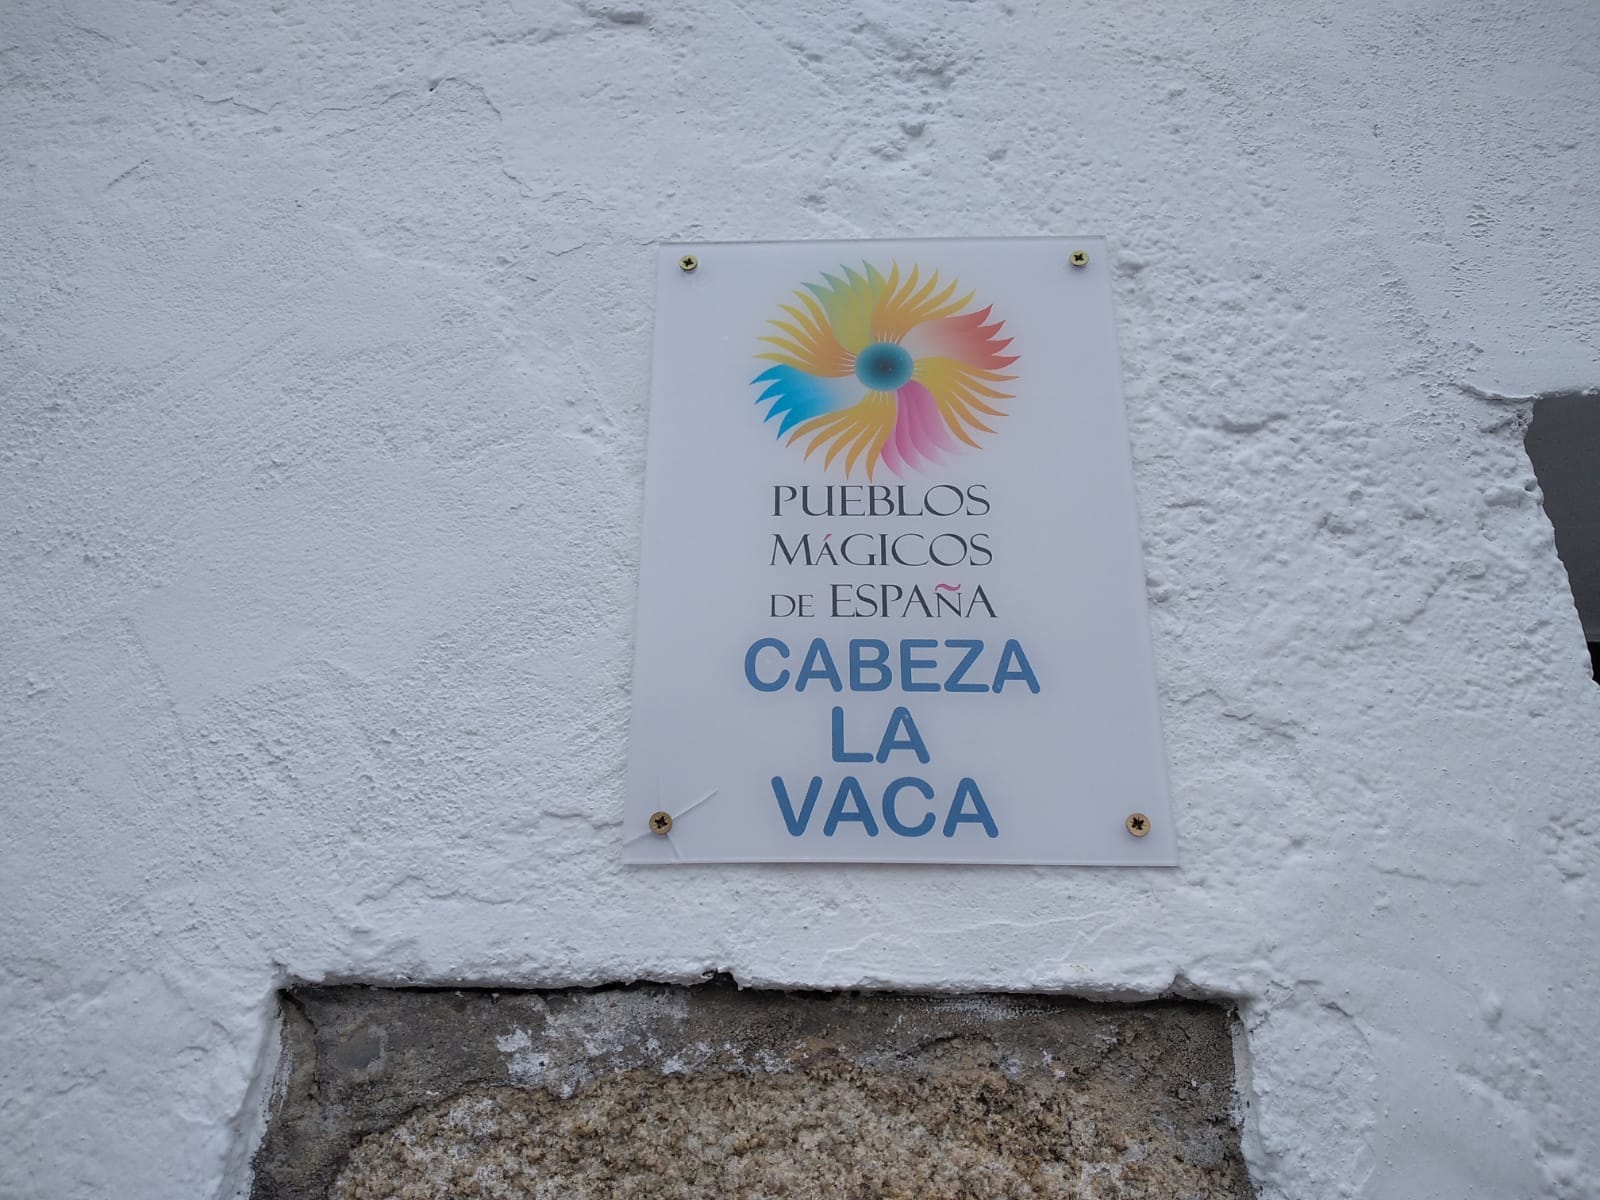 PUEBLOS
MÁGICOS
DE ESPAÑA
CABEZA
LA
VACA